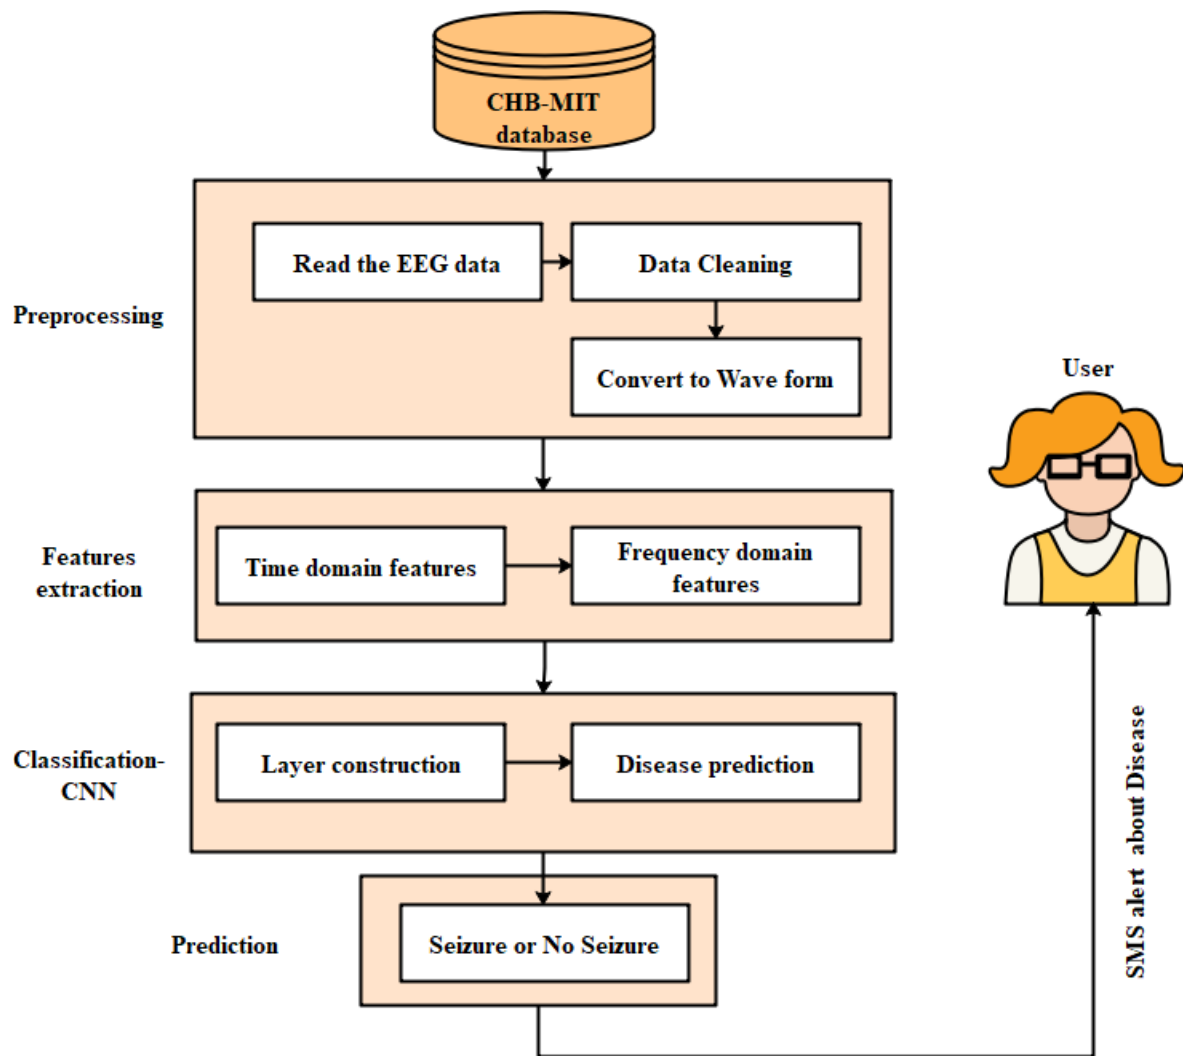 CHB-MIT
database
Preprocessing
Read the EEG data
Data Cleaning
Convert to Wave form
User
Features
extraction
Time domain features
Frequency domain
features
Classification-
CNN
Layer construction
Disease prediction
SMS alert about Disease
Prediction
Seizure or No Seizure